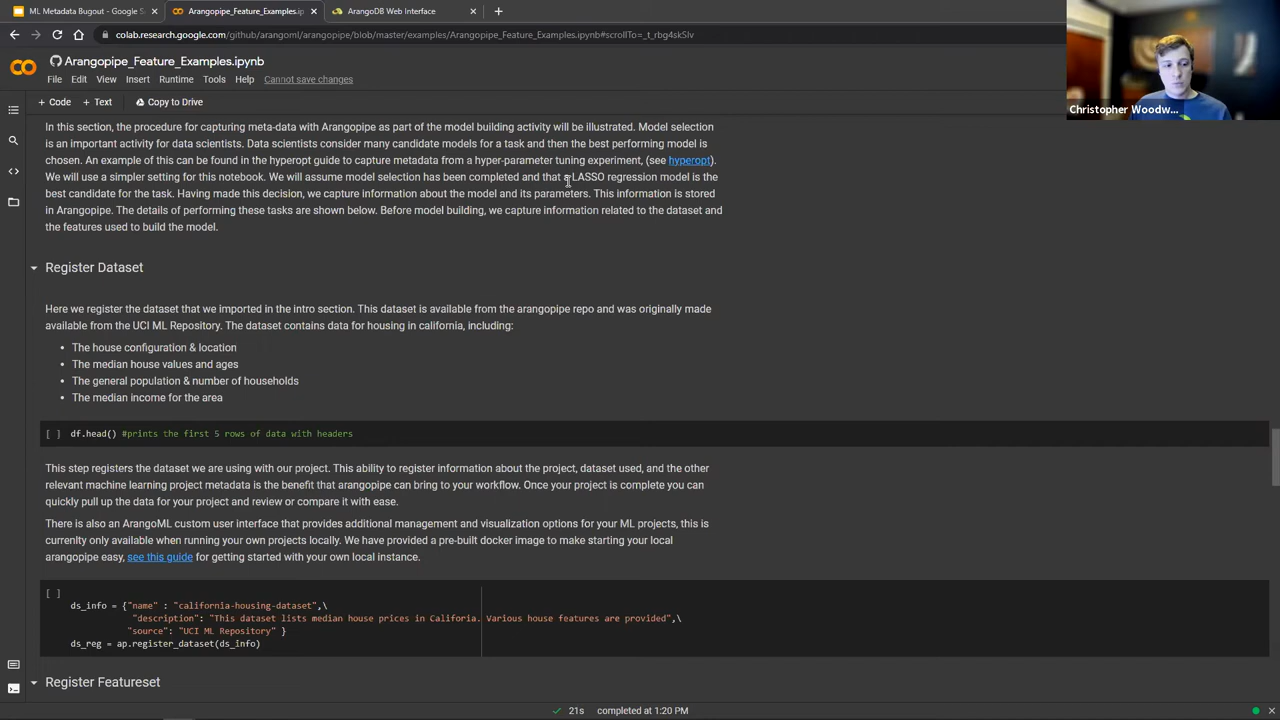 ML Metadata Bugout - Google S
Arangopipe_Feature_Examples.ip
ArangoDB Web Interface
colab.research.google.com/github/arangoml/arangopipe/blob/master/examples/Arangopipe_Feature_Examples.ipynb#scrollTo=_t_rbg4skSlv
Arangopipe_Feature_Examples.ipynb
File Edit View Insert Runtime Tools Help Cannot save changes
+ Code + Text Copy to Drive
Christopher Woodw...
In this section, the procedure for capturing meta-data with Arangopipe as part of the model building activity will be illustrated. Model selection
is an important activity for data scientists. Data scientists consider many candidate models for a task and then the best performing model is
chosen. An example of this can be found in the hyperopt guide to capture metadata from a hyper-parameter tuning experiment, (see hyperopt).
We will use a simpler setting for this notebook. We will assume model selection has been completed and that a LASSO regression model is the
best candidate for the task. Having made this decision, we capture information about the model and its parameters. This information is stored
in Arangopipe. The details of performing these tasks are shown below. Before model building, we capture information related to the dataset and
the features used to build the model.
Register Dataset
Here we register the dataset that we imported in the intro section. This dataset is available from the arangopipe repo and was originally made
available from the UCI ML Repository. The dataset contains data for housing in california, including:
• The house configuration & location
• The median house values and ages
• The general population & number of households
• The median income for the area
[ ] df.head() #prints the first 5 rows of data with headers
This step registers the dataset we are using with our project. This ability to register information about the project, dataset used, and the other
relevant machine learning project metadata is the benefit that arangopipe can bring to your workflow. Once your project is complete you can
quickly pull up the data for your project and review or compare it with ease.
There is also an ArangoML custom user interface that provides additional management and visualization options for your ML projects, this is
currenlty only available when running your own projects locally. We have provided a pre-built docker image to make starting your local
arangopipe easy, see this guide for getting started with your own local instance.
[ ]
ds_info = {"name" : "california-housing-dataset",\
"description": "This dataset lists median house prices in Califoria. Various house features are provided",\
"source": "UCI ML Repository" }
ds_reg = ap.register_dataset(ds_info)
Register Featureset
21s completed at 1:20 PM